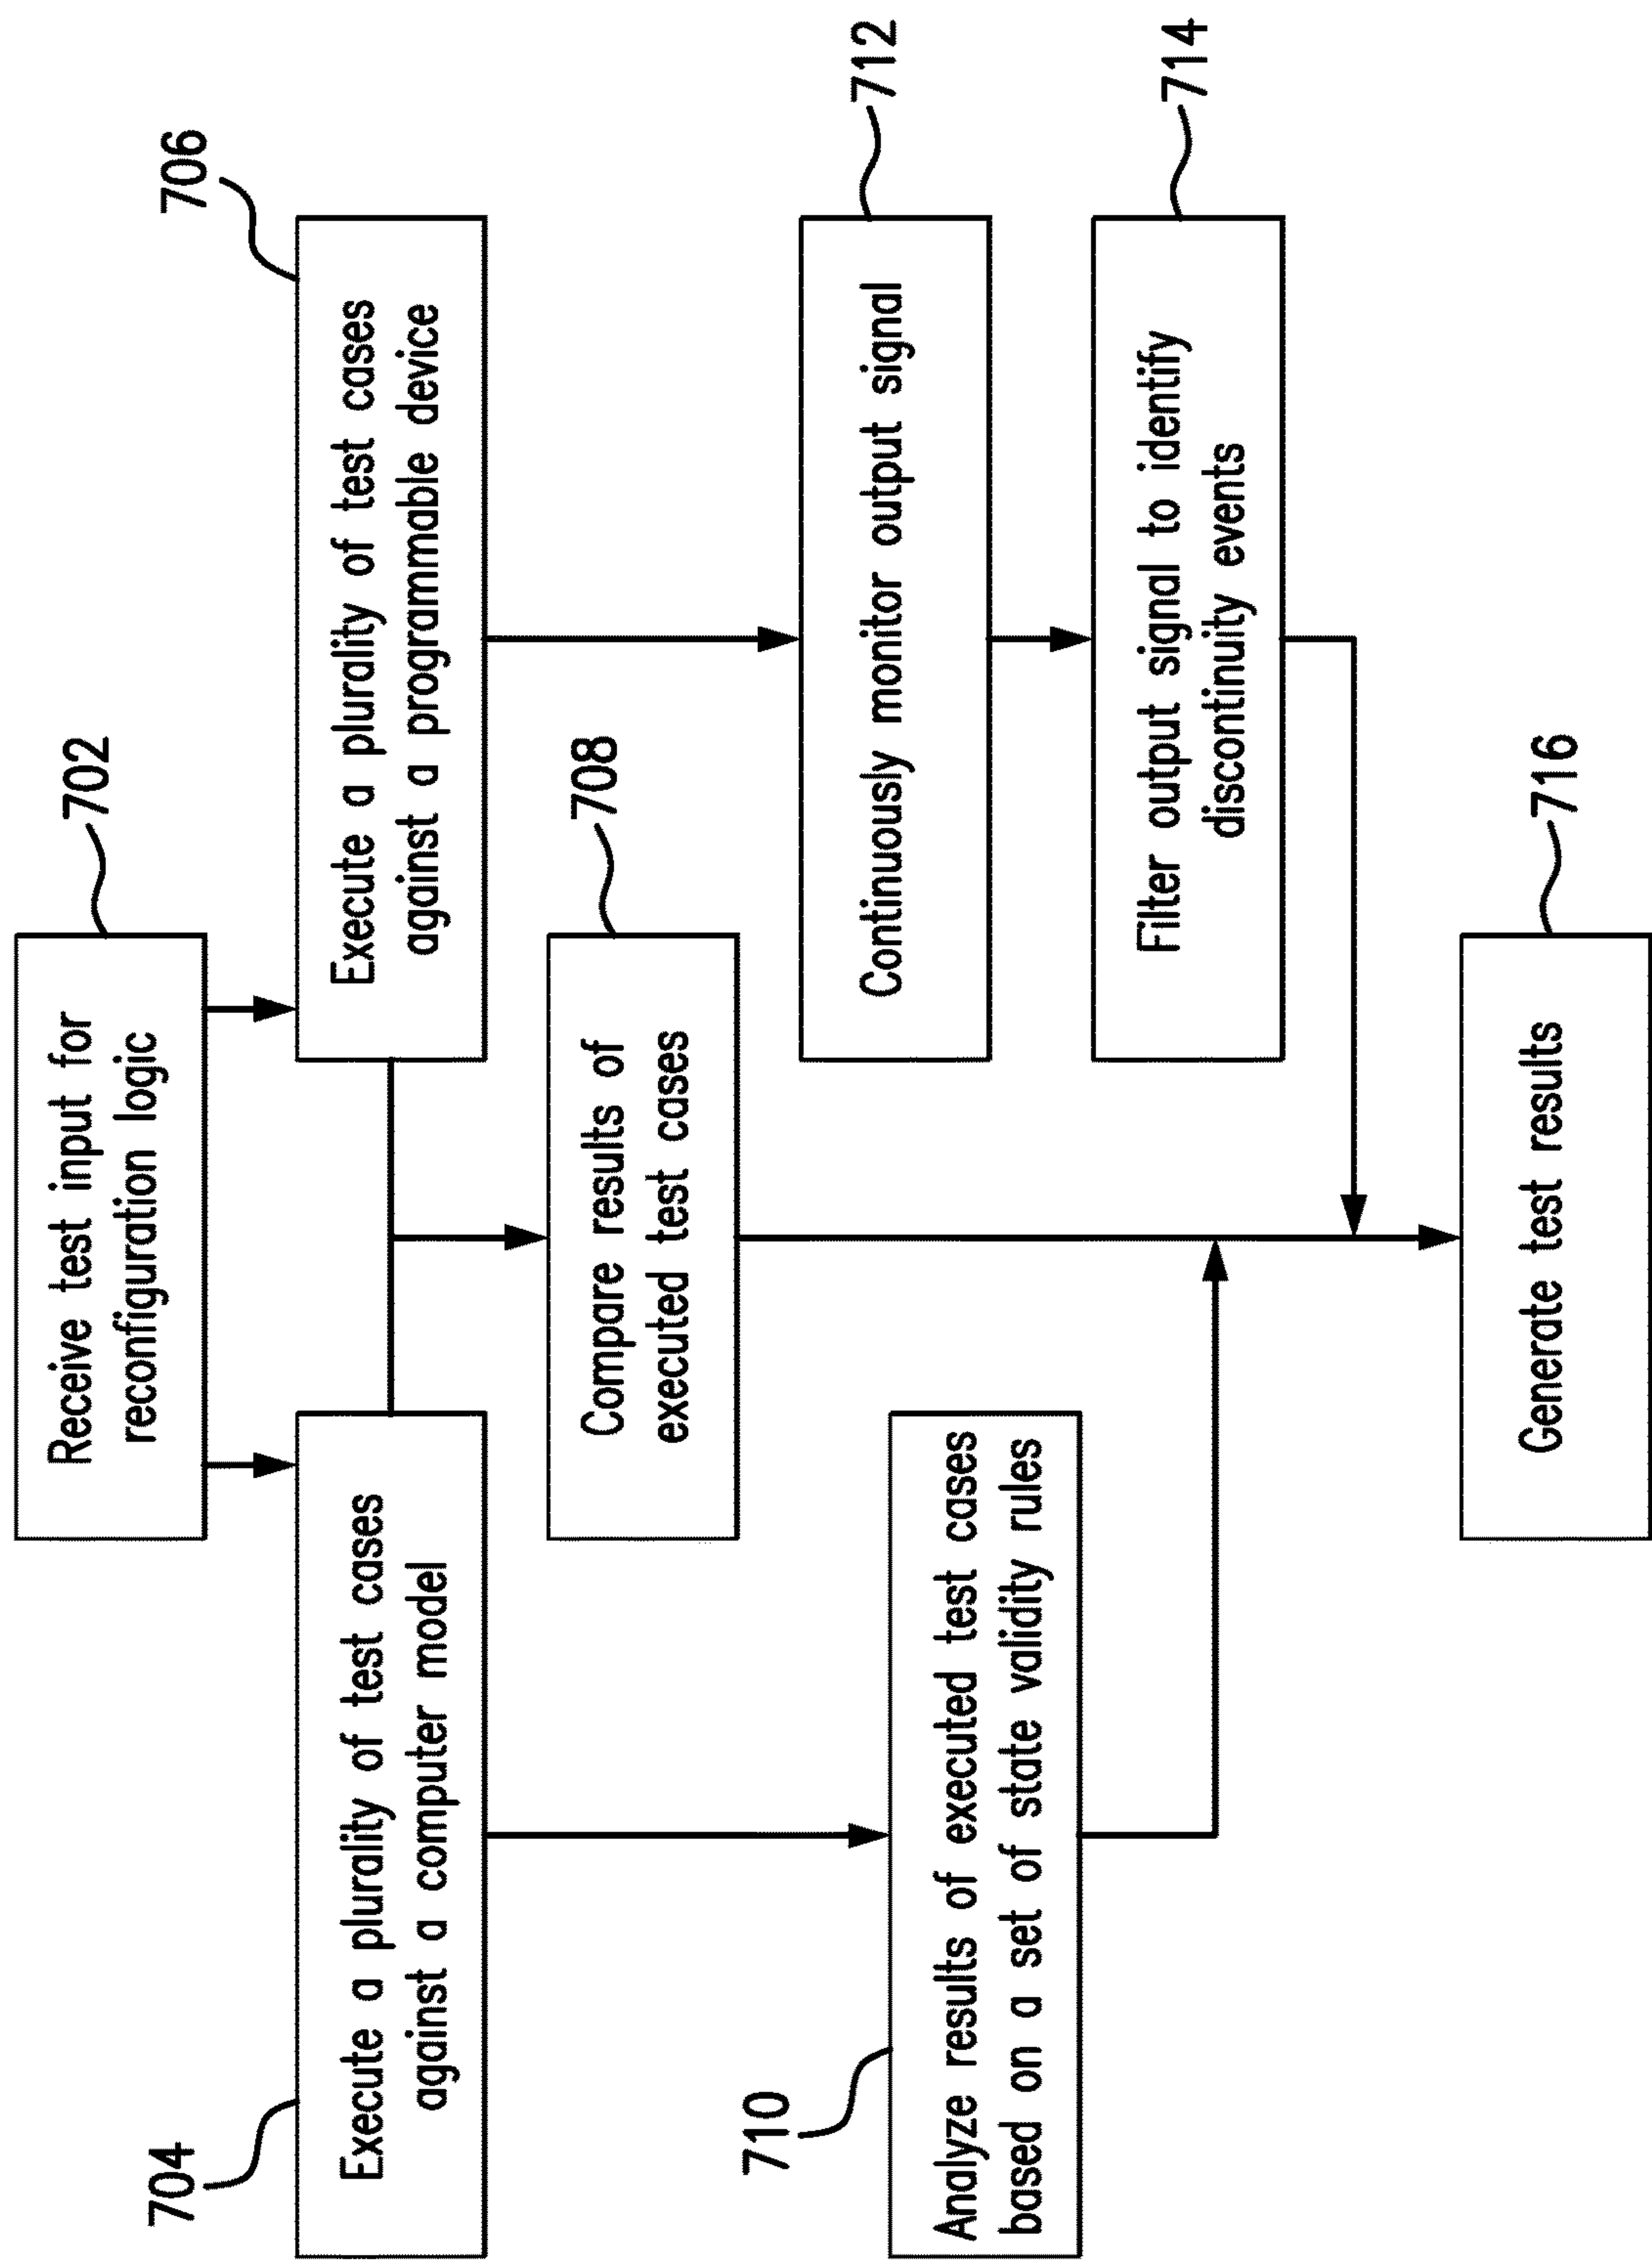 702
Receive test input for
reconfiguration logic
704
Execute a plurality of test cases
against a computer model
706
Execute a plurality of test cases
against a programmable device
708
Compare results of
executed test cases
710
Analyze results of executed test cases
based on a set of state validity rules
712
Continuously monitor output signal
714
Filter output signal to identify
discontinuity events
716
Generate test results